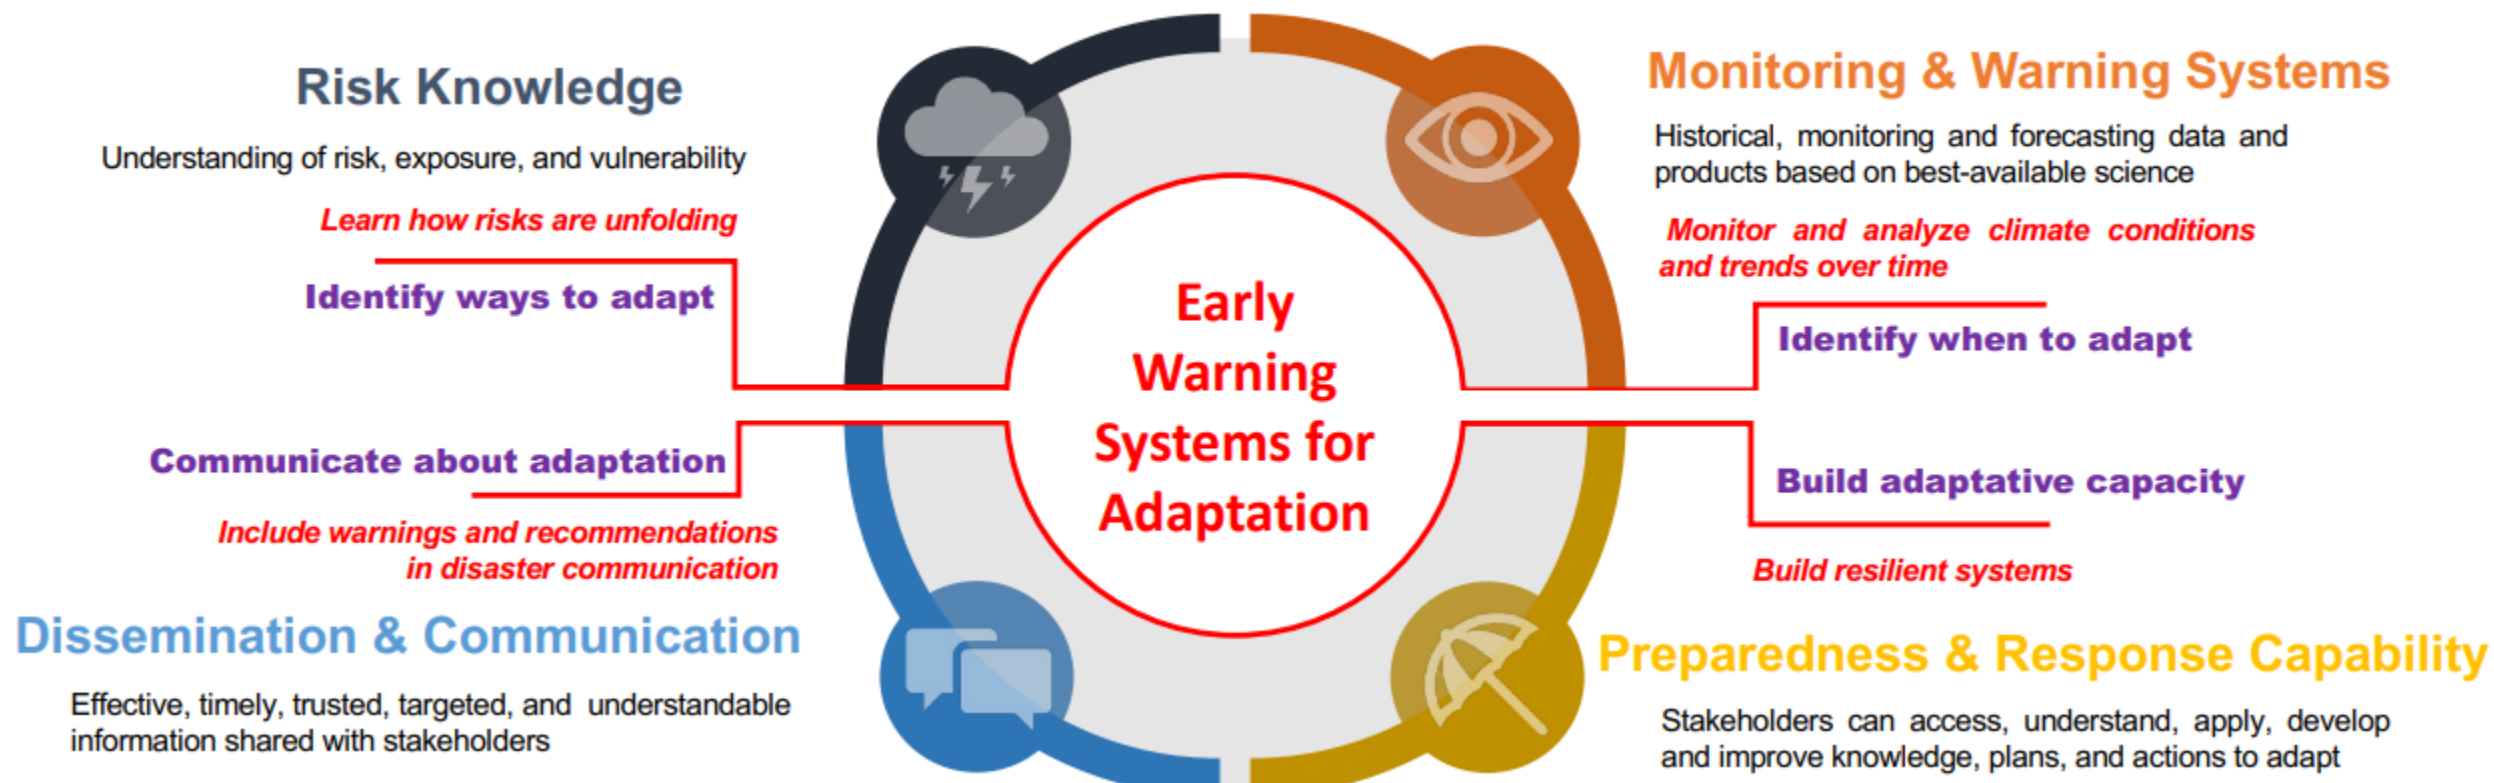 Risk Knowledge
Understanding of risk, exposure, and vulnerability
Learn how risks are unfolding
Identify ways to adapt
Monitoring & Warning Systems
Historical, monitoring and forecasting data and
products based on best-available science
Monitor and analyze climate conditions
and trends over time
Identify when to adapt
Early
Warning
Systems for
Adaptation
Communicate about adaptation
Include warnings and recommendations
in disaster communication
Dissemination & Communication
Effective, timely, trusted, targeted, and understandable
information shared with stakeholders
Build adaptative capacity
Build resilient systems
Preparedness & Response Capability
Stakeholders can access, understand, apply, develop
and improve knowledge, plans, and actions to adapt